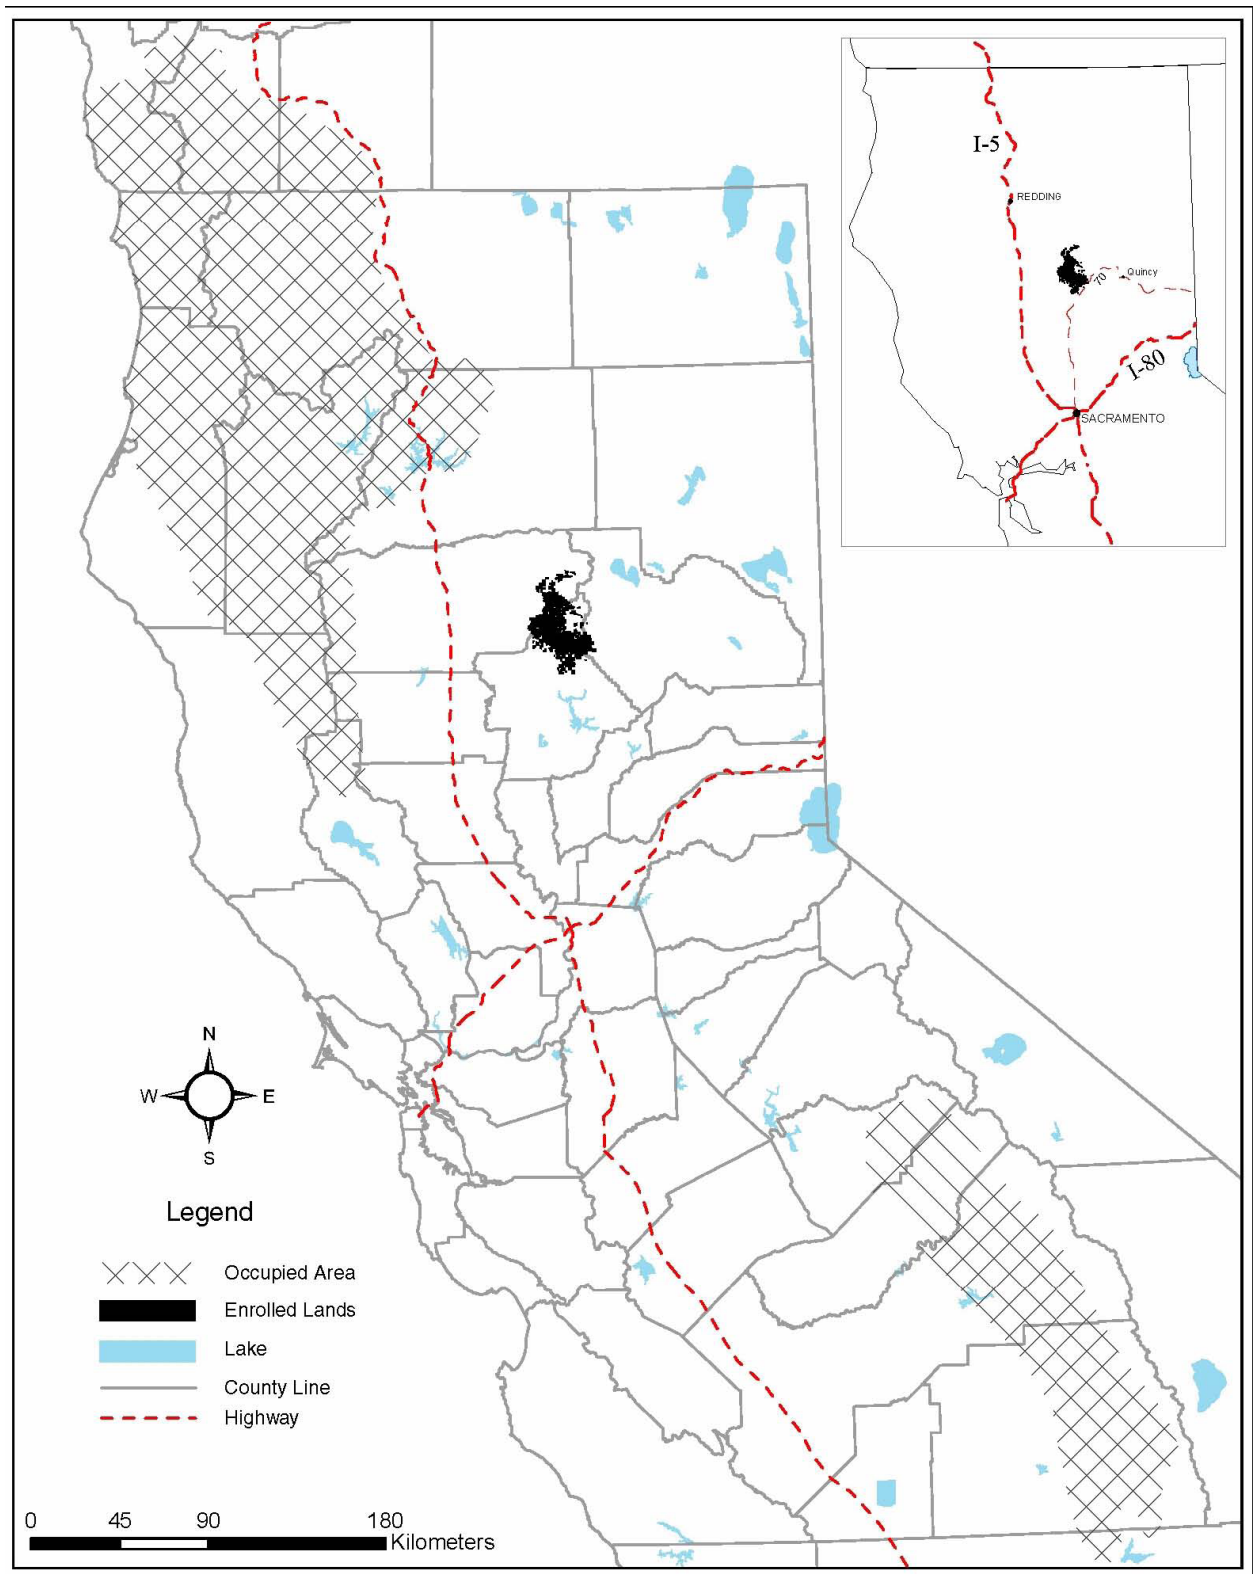 I-5
REDDING
70
Quincy
I-80
SACRAMENTO
N
W
E
S
Legend
Occupied Area
Enrolled Lands
Lake
County Line
Highway
0 45 90 180
Kilometers